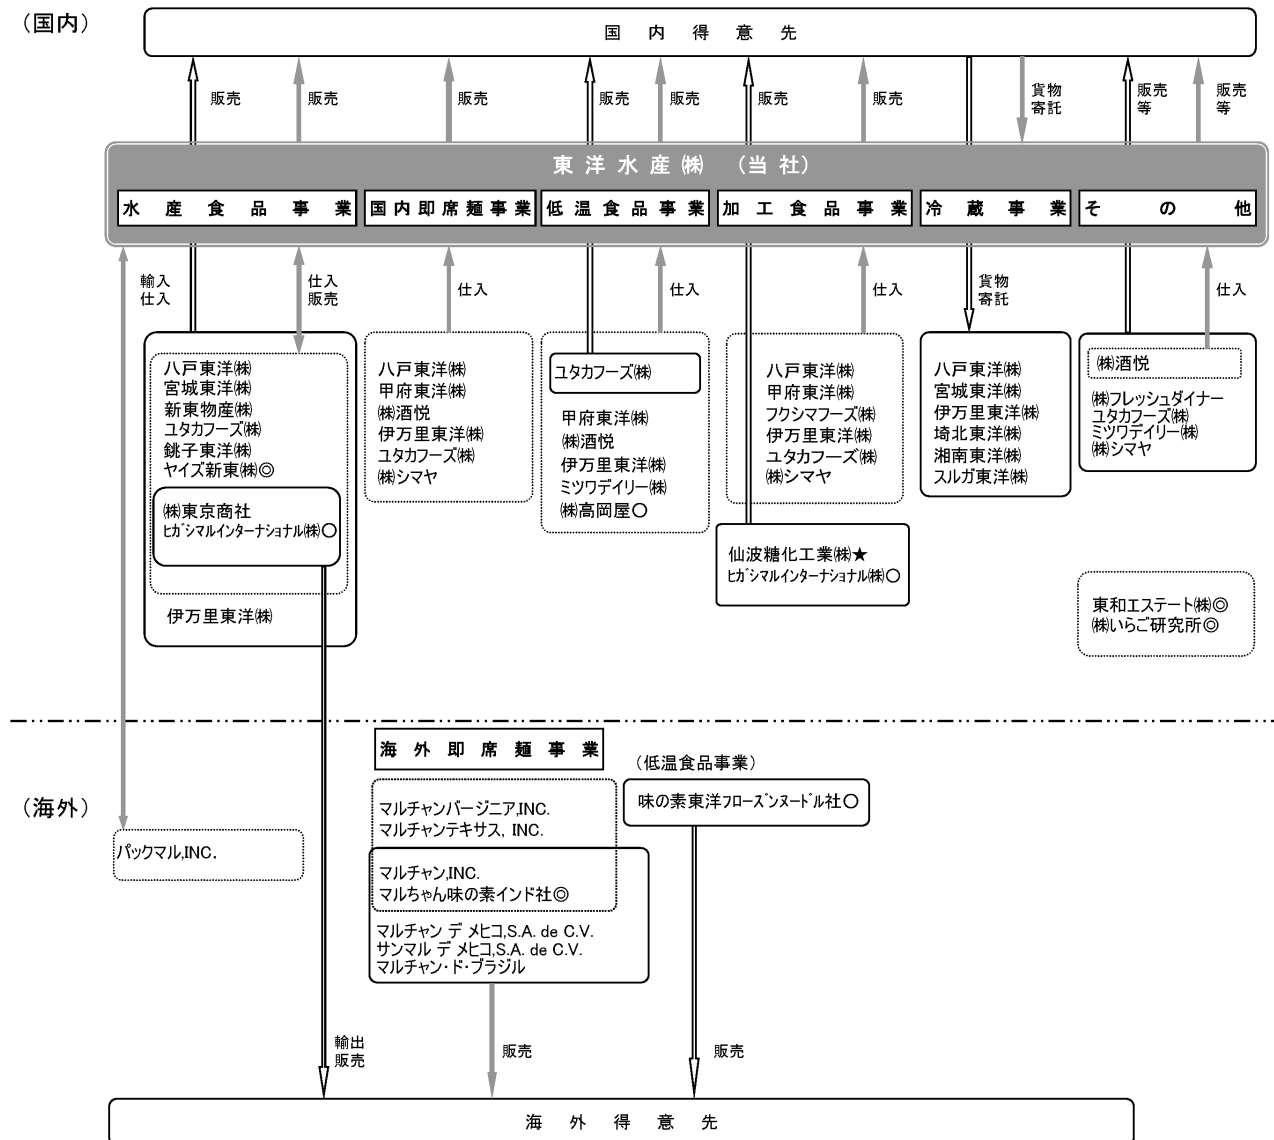 （国内）
国内得意先
販売
販売
販売
販売
販売
販売
販売
貨物
寄託
販売
等
販売
等
東洋水産㈱ （当社）
水産食品事業
国内即席麺事業
低温食品事業
加工食品事業
冷蔵事業
その他
輸入
仕入
仕入
販売
仕入
仕入
仕入
貨物
寄託
仕入
八戸東洋㈱
宮城東洋㈱
新東物産㈱
ユタカフーズ㈱
銚子東洋㈱
ヤイズ新東㈱◎
㈱東京商社
ﾋｶﾞｼﾏﾙインターナショナル㈱○
伊万里東洋㈱
八戸東洋㈱
甲府東洋㈱
㈱酒悦
伊万里東洋㈱
ユタカフーズ㈱
㈱シマヤ
ユタカフーズ㈱
甲府東洋㈱
㈱酒悦
伊万里東洋㈱
ミツワデイリー㈱
㈱高岡屋○
八戸東洋㈱
甲府東洋㈱
フクシマフーズ㈱
伊万里東洋㈱
ユタカフーズ㈱
㈱シマヤ
仙波糖化工業㈱★
ﾋｶﾞｼﾏﾙインターナショナル㈱○
八戸東洋㈱
宮城東洋㈱
伊万里東洋㈱
埼北東洋㈱
湘南東洋㈱
スルガ東洋㈱
㈱酒悦
㈱フレッシュダイナー
ユタカフーズ㈱
ミツワデイリー㈱
㈱シマヤ
東和エステート㈱◎
㈱いらご研究所◎
（海外）
海外即席麺事業
（低温食品事業）
味の素東洋ﾌﾛｰｽﾞﾝﾇｰﾄﾞﾙ社○
マルチャンバージニア,INC.
マルチャンテキサス, INC.
パックマル,INC.
マルチャン,INC.
マルちゃん味の素インド社◎
マルチャン デ メヒコ,S.A. de C.V.
サンマル デ メヒコ,S.A. de C.V.
マルチャン・ド・ブラジル
輸出
販売
販売
販売
海外得意先